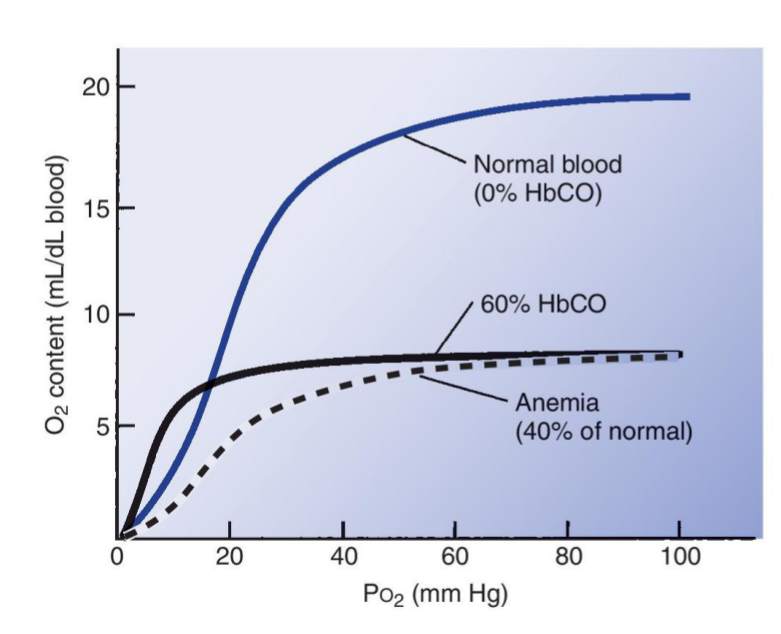 20
15
10
5
O₂ content (mL/dL blood)
Normal blood
(0% HbCO)
60% HbCO
Anemia
(40% of normal)
0 20 40 60 80 100
PO₂ (mm Hg)